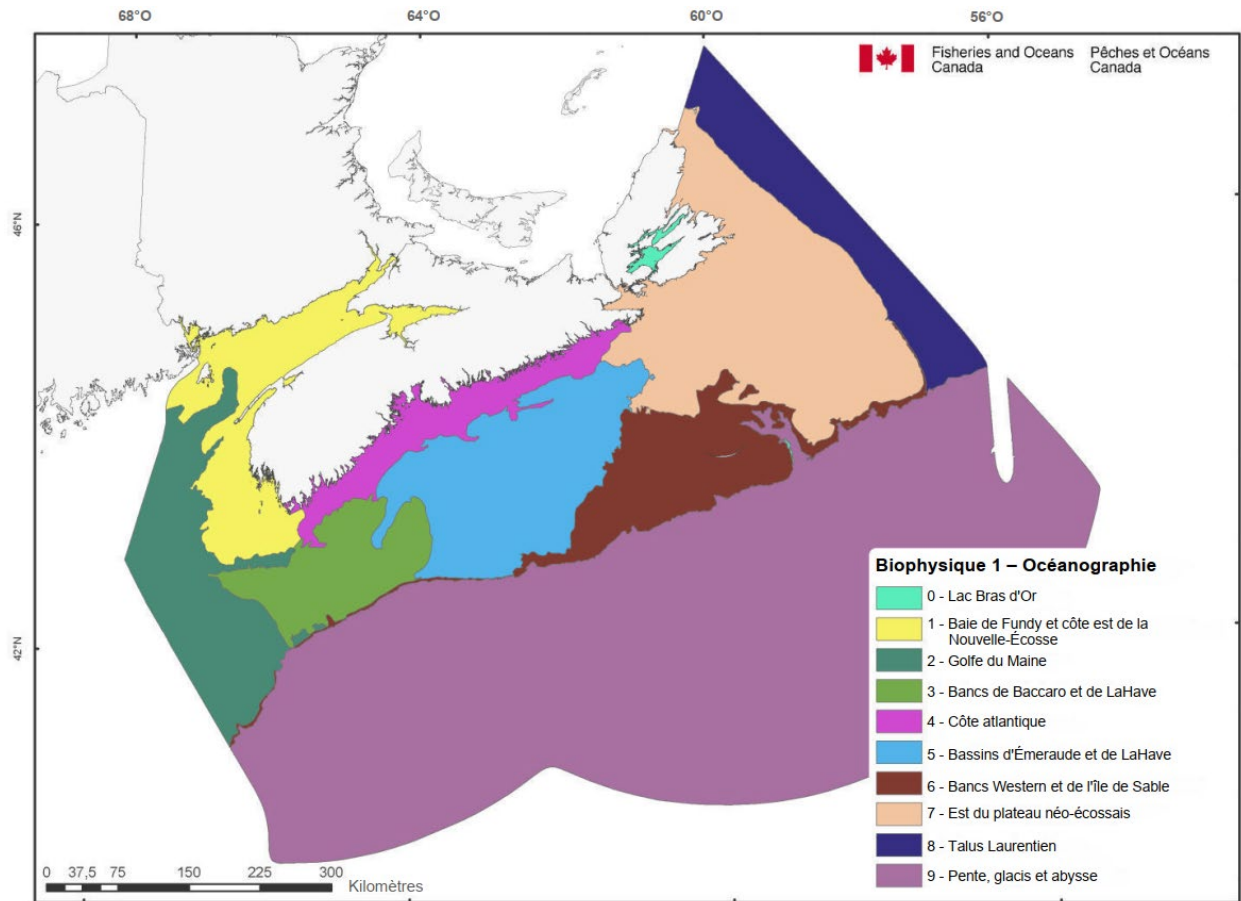 68°O 64°O 60°O 56°O
Fisheries and Oceans Pêches et Océans
Canada Canada
46°N
42°N
Biophysique 1 – Océanographie
0 - Lac Bras d'Or
1 - Baie de Fundy et côte est de la
Nouvelle-Écosse
2 - Golfe du Maine
3 - Bancs de Baccaro et de LaHave
4 - Côte atlantique
5 - Bassins d'Émeraude et de LaHave
6 - Bancs Western et de l'île de Sable
7 - Est du plateau néo-écossais
8 - Talus Laurentien
9 - Pente, glacis et abysse
0 37,5 75 150 225 300
Kilomètres